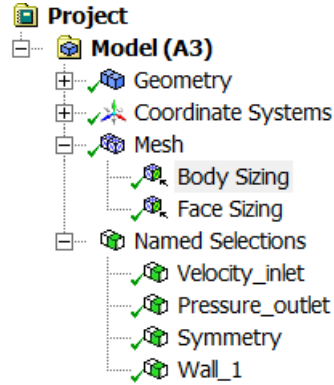 Project
Model (A3)
Geometry
Coordinate Systems
Mesh
Body Sizing
Face Sizing
Named Selections
Velocity_inlet
Pressure_outlet
Symmetry
Wall_1